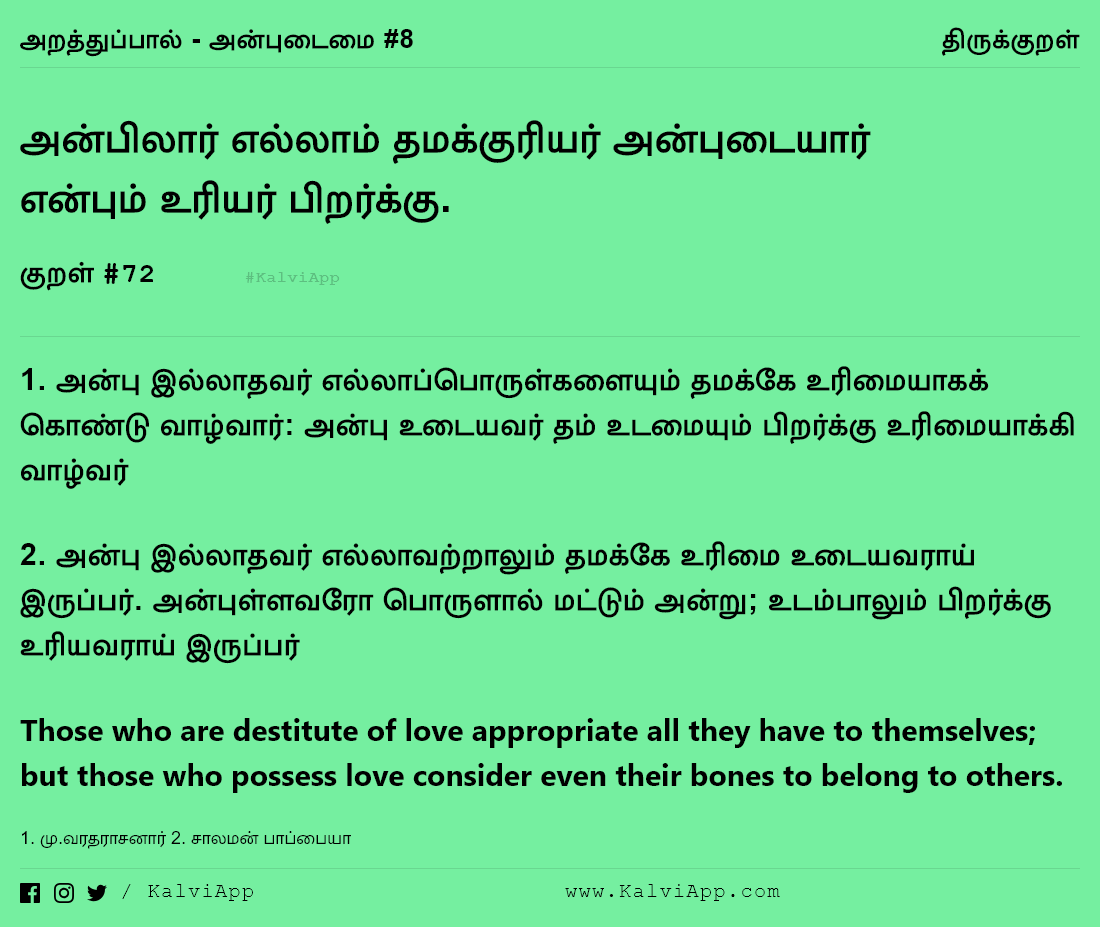 அறத்துப்பால் - அன்புடைமை #8
திருக்குறள்
அன்பிலார் எல்லாம் தமக்குரியர் அன்புடையார்
என்பும் உரியர் பிறர்க்கு.
குறள் #72
#KalviApp
1. அன்பு இல்லாதவர் எல்லாப்பொருள்களையும் தமக்கே உரிமையாகக்
கொண்டு வாழ்வார்: அன்பு உடையவர் தம் உடமையும் பிறர்க்கு உரிமையாக்கி
வாழ்வர்
2. அன்பு இல்லாதவர் எல்லாவற்றாலும் தமக்கே உரிமை உடையவராய்
இருப்பர். அன்புள்ளவரோ பொருளால் மட்டும் அன்று; உடம்பாலும் பிறர்க்கு
உரியவராய் இருப்பர்
Those who are destitute of love appropriate all they have to themselves;
but those who possess love consider even their bones to belong to others.
1. மு.வரதராசனார் 2. சாலமன் பாப்பையா
/ KalviApp
www.KalviApp.com